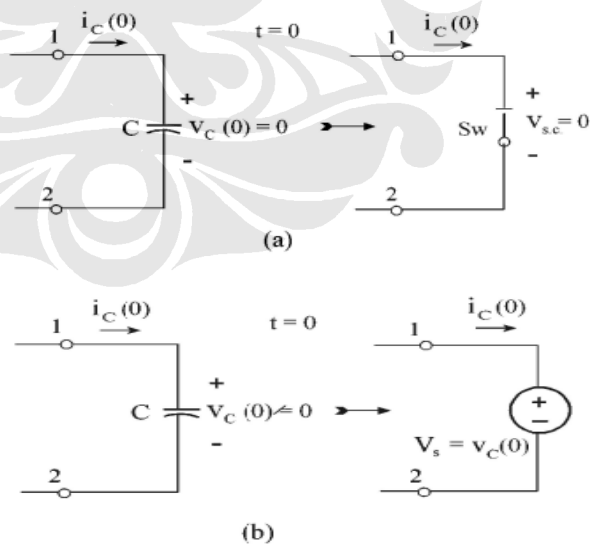 i_C(0) t = 0 i_C(0)
1 1
+ +
C v_C(0) = 0 Sw V_s.c. = 0
- -
2 2
(a)
i_C(0) t = 0 i_C(0)
1 1
+ +
C v_C(0) ≠ 0 −
- V_s = v_C(0)
2 2
(b)